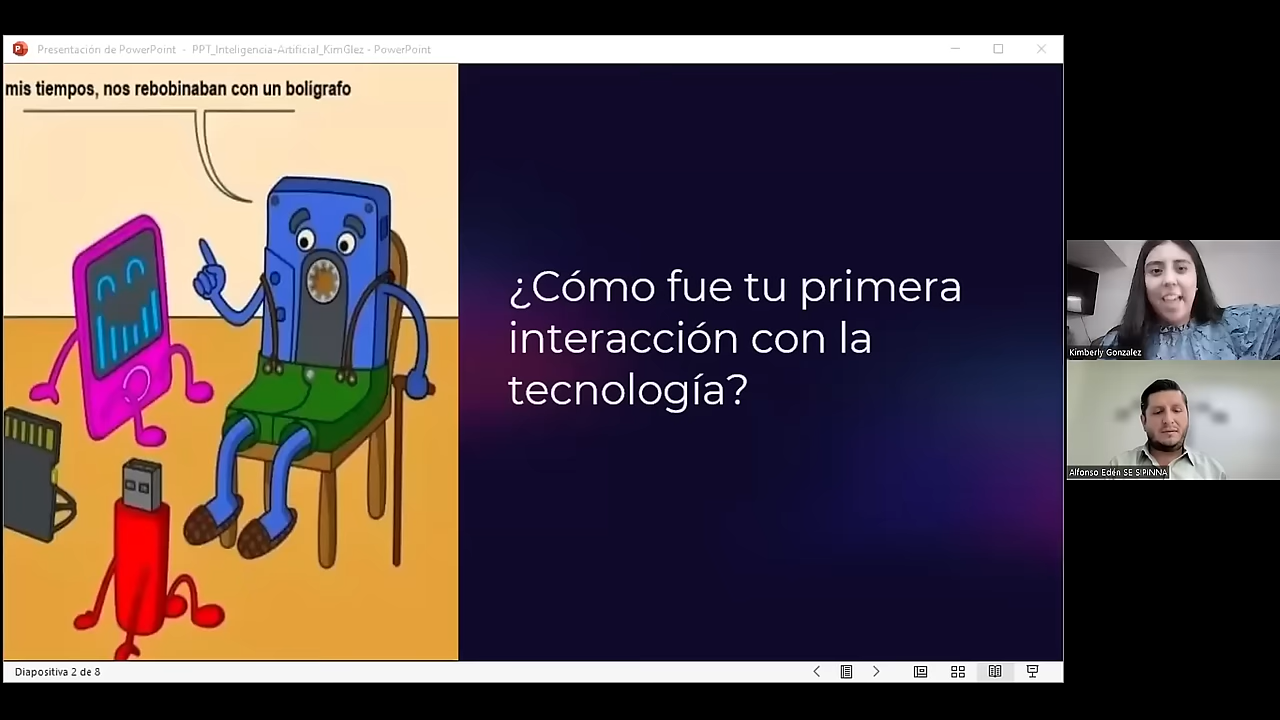 Presentación de PowerPoint - PPT_Inteligencia-Artificial_KimGlez - PowerPoint
mis tiempos, nos rebobinaban con un bolígrafo
¿Cómo fue tu primera
interacción con la
tecnología?
Kimberly Gonzalez
Alfonso Edén SE SIPINNA
Diapositiva 2 de 8